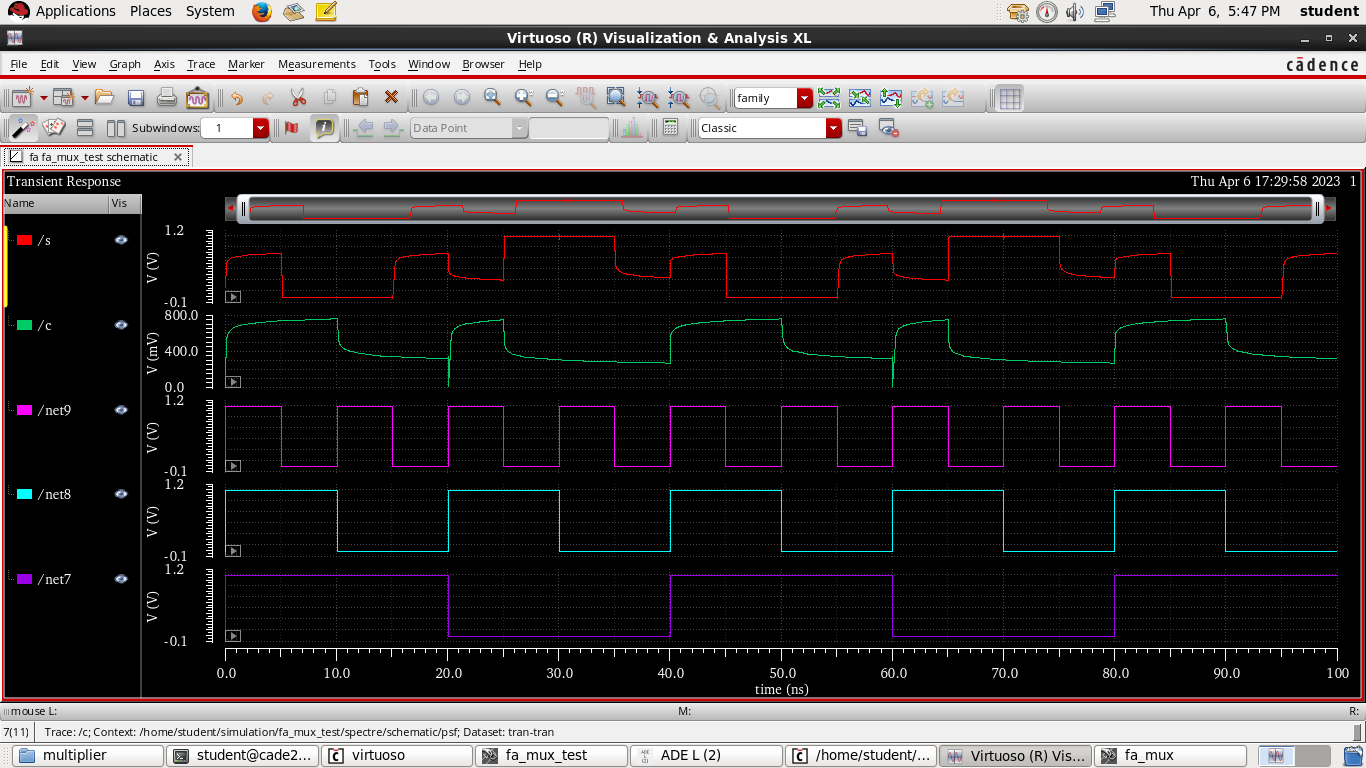 Applications Places System Thu Apr 6, 5:47 PM student
Virtuoso (R) Visualization & Analysis XL
File Edit View Graph Axis Trace Marker Measurements Tools Window Browser Help cādence
family
Subwindows: 1 Data Point Classic
fa fa_mux_test schematic
Transient Response Thu Apr 6 17:29:58 2023 1
Name Vis
/s
1.2
V (V)
-0.1
/c
800.0
V (mV)
400.0
0.0
/net9
1.2
V (V)
-0.1
/net8
1.2
V (V)
-0.1
/net7
1.2
V (V)
-0.1
0.0 10.0 20.0 30.0 40.0 50.0 60.0 70.0 80.0 90.0 100
time (ns)
mouse L: M: R:
7(11) Trace: /c; Context: /home/student/simulation/fa_mux_test/spectre/schematic/psf; Dataset: tran-tran
multiplier student@cade2... virtuoso fa_mux_test ADE L (2) /home/student/... Virtuoso (R) Vis... fa_mux